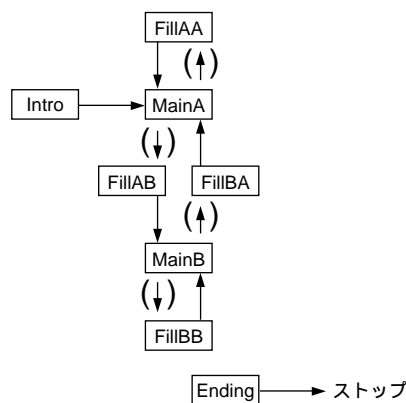 FillAA
( )
Intro
MainA
( )
FillAB
FillBA
( )
MainB
( )
FillBB
Ending
ストップ